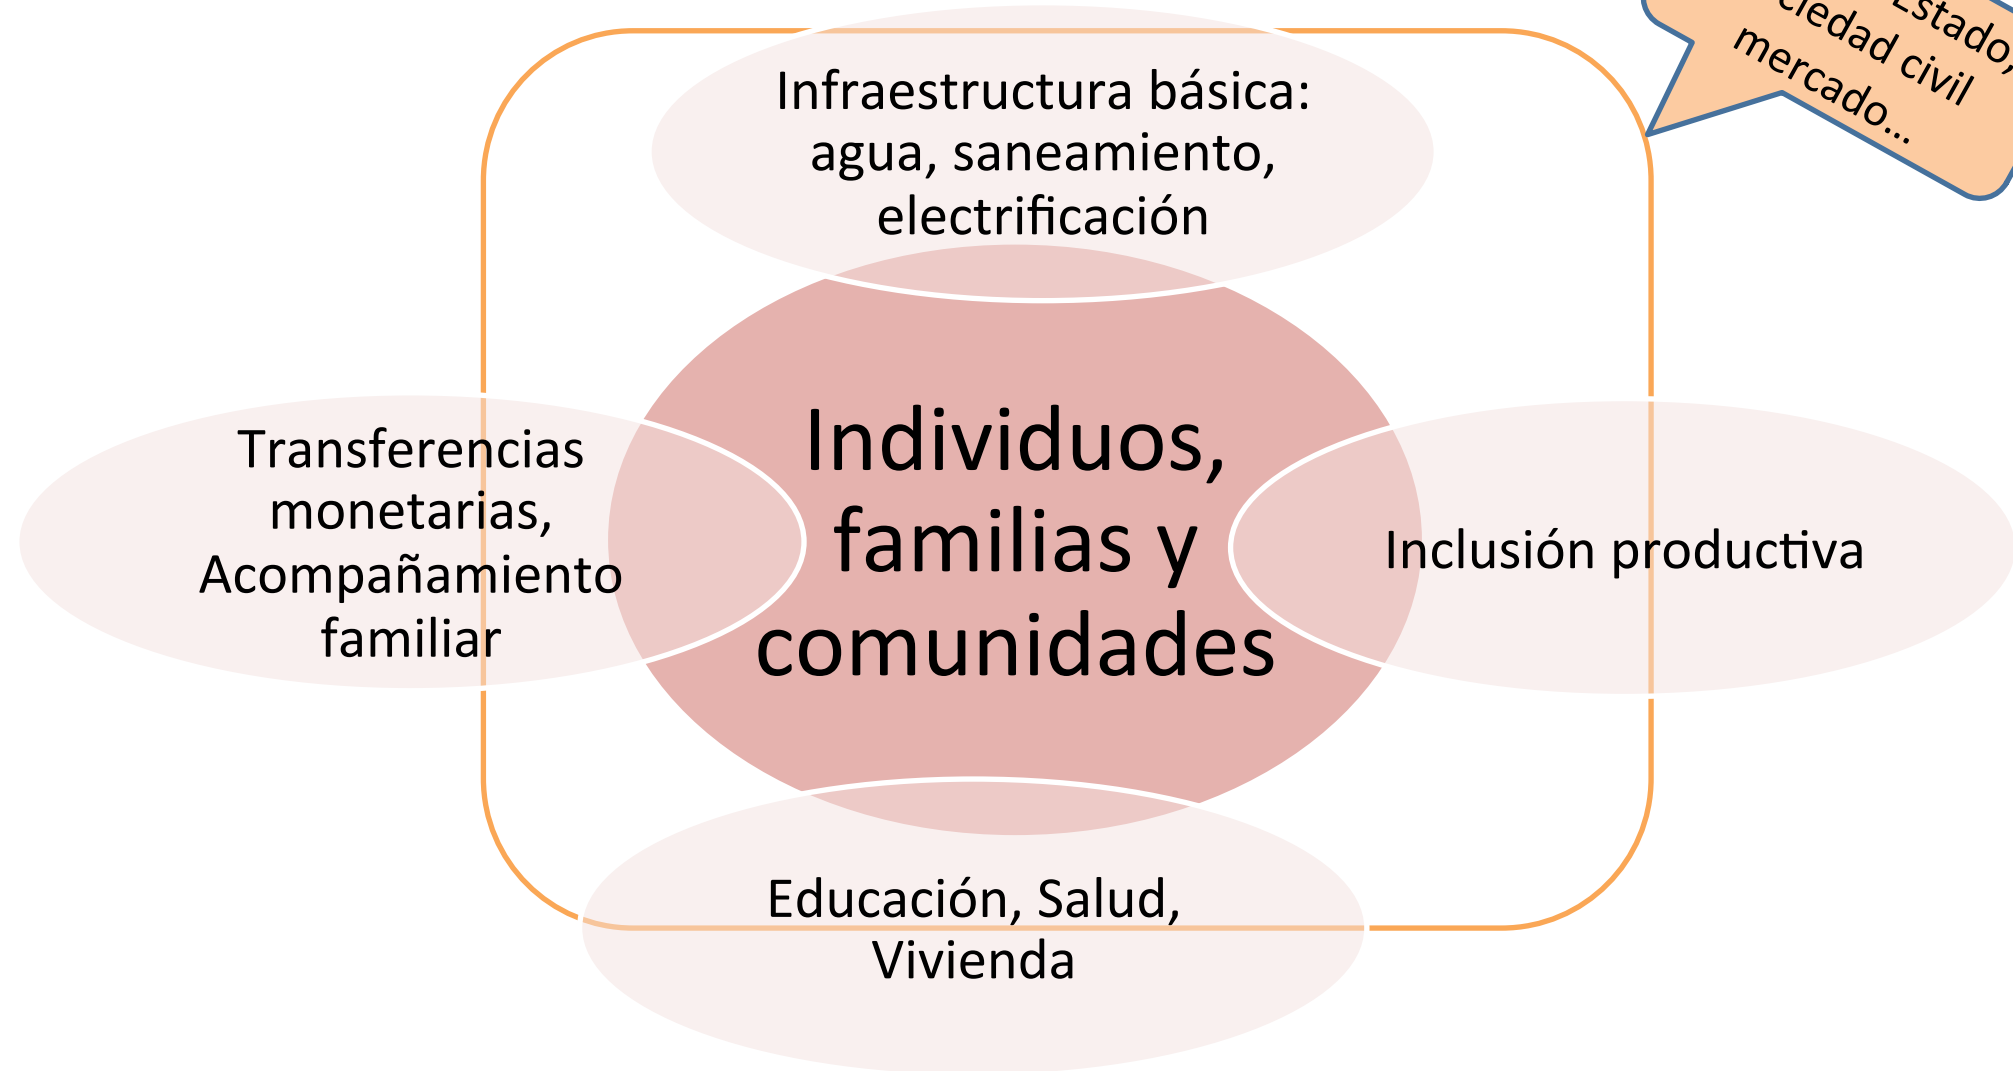 Estado,
ciedad civil
mercado...
Infraestructura básica:
agua, saneamiento,
electrificación
Individuos,
familias y
comunidades
Transferencias
monetarias,
Acompañamiento
familiar
Inclusión productiva
Educación, Salud,
Vivienda